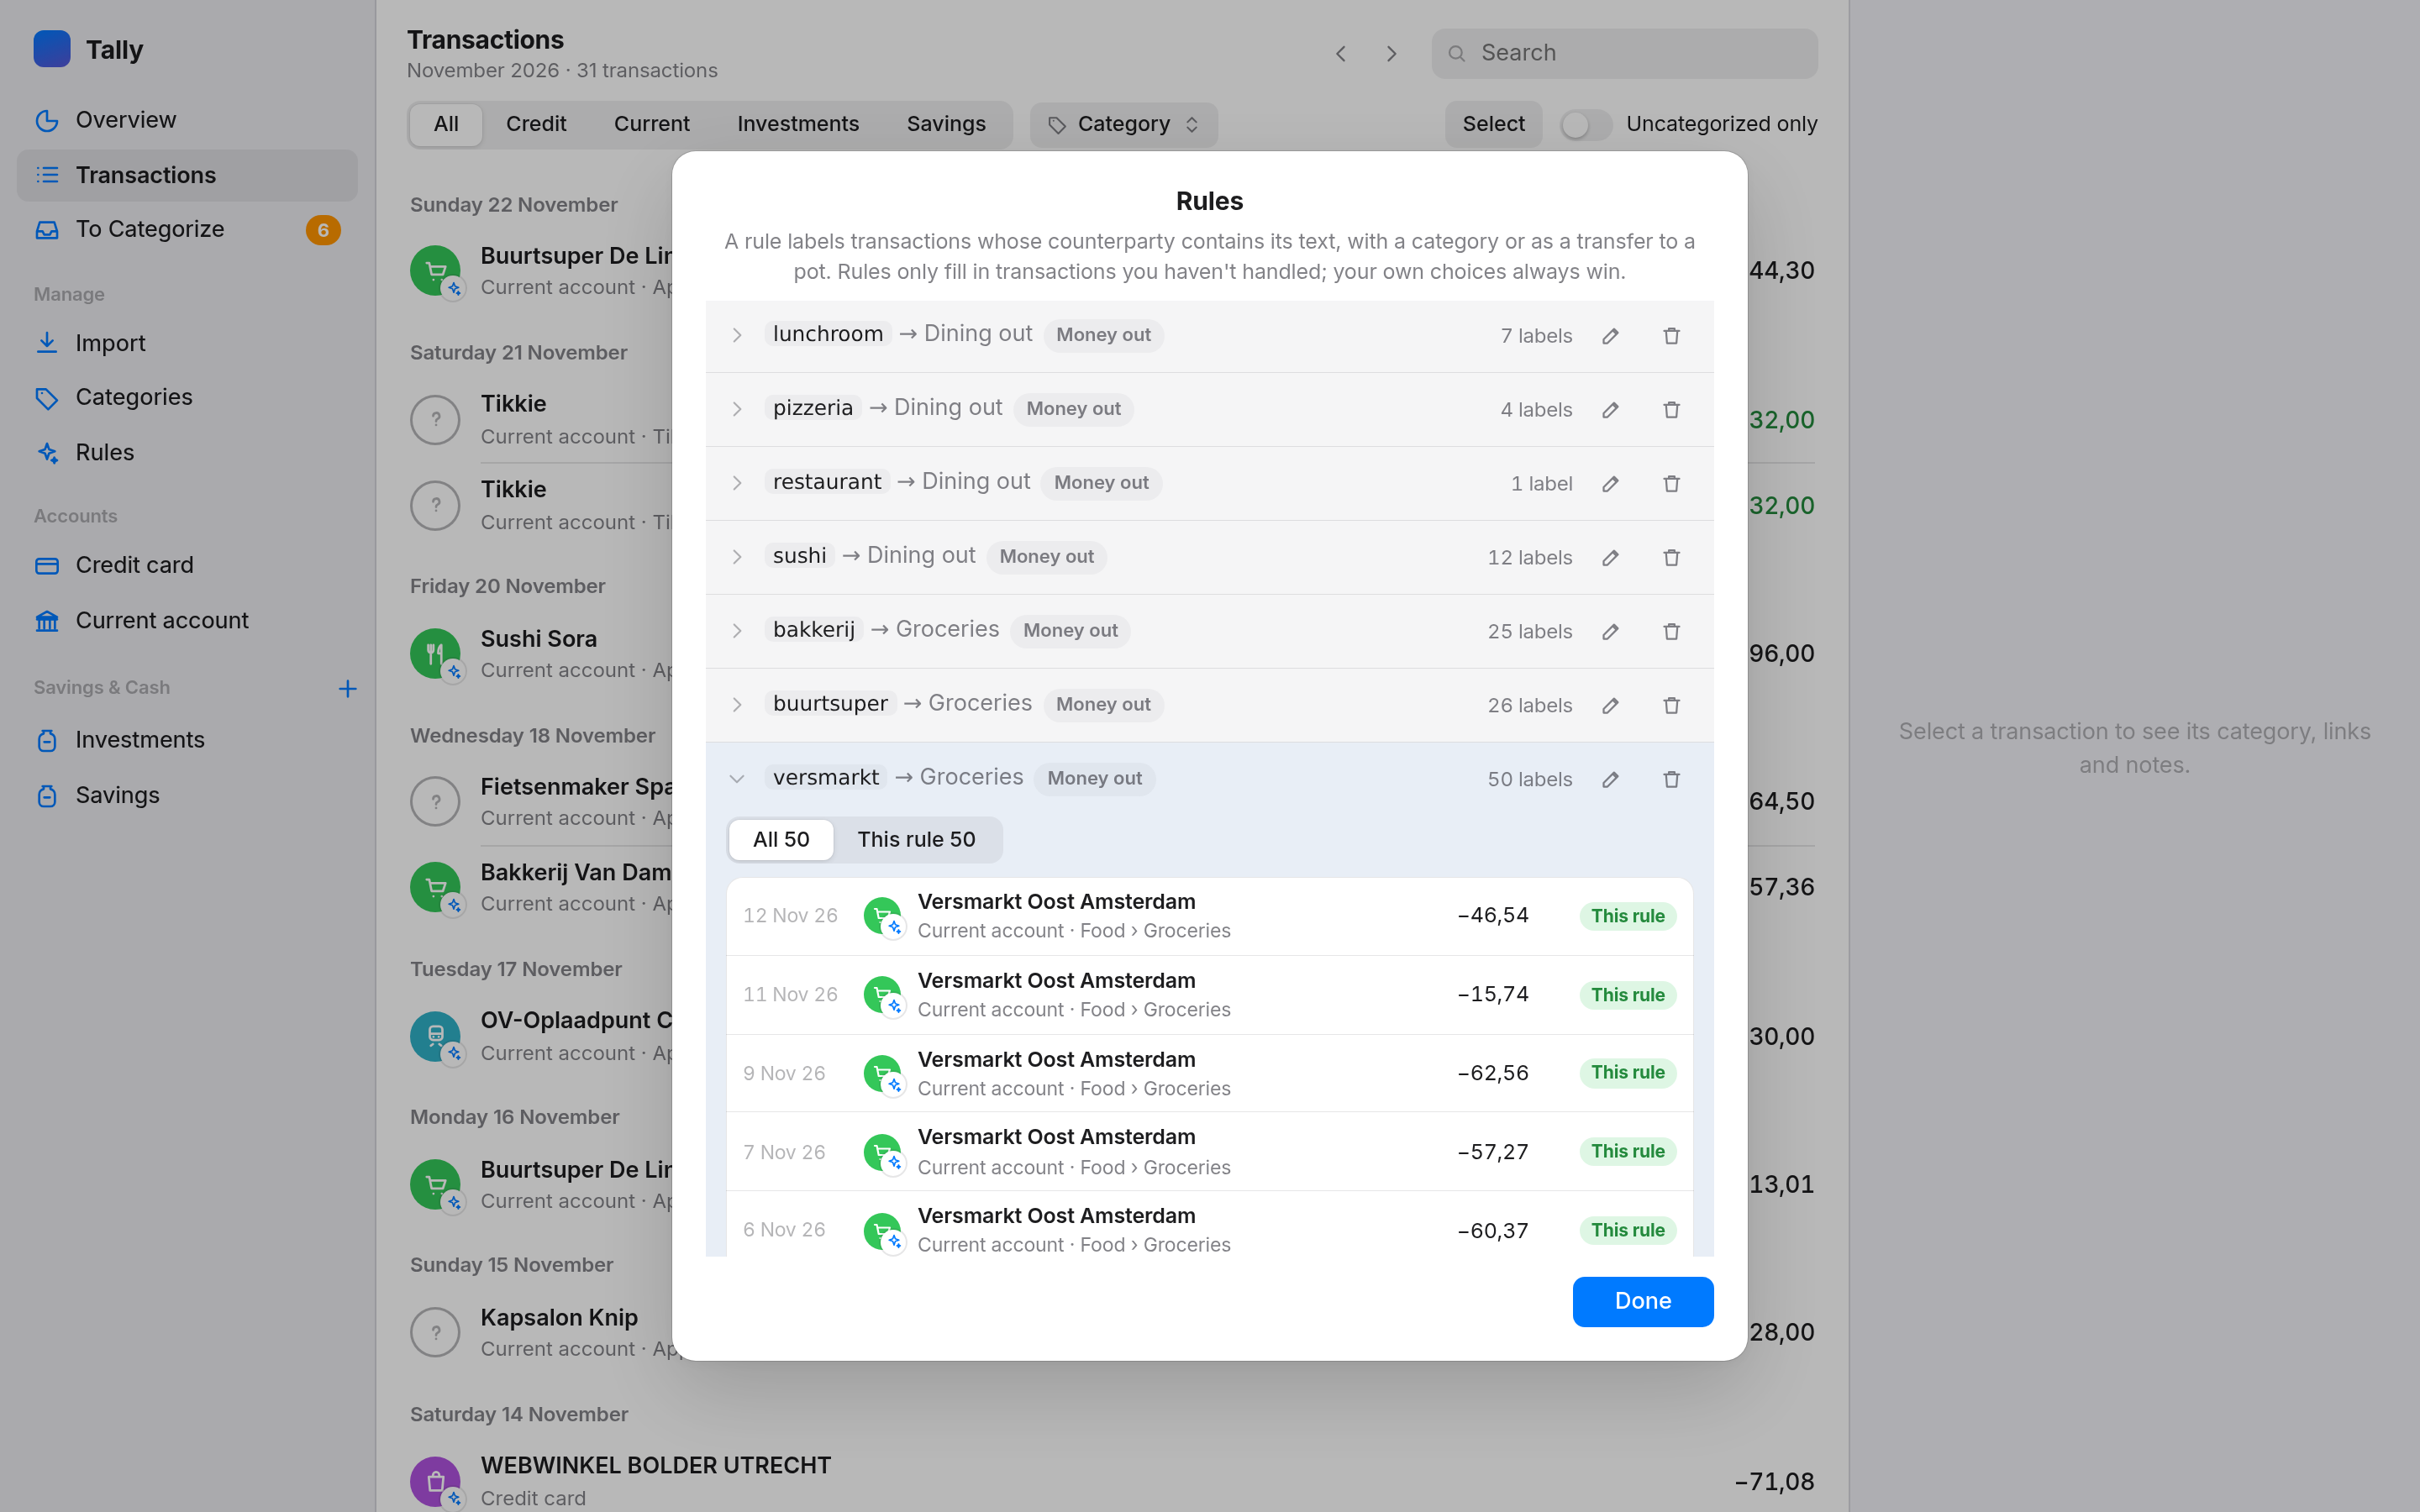 Tally
Overview
Transactions
To Categorize 6
Manage
Import
Categories
Rules
Accounts
Credit card
Current account
Savings & Cash
Investments
Savings
Transactions
November 2026 · 31 transactions
Search
All Credit Current Investments Savings
Category
Select
Uncategorized only
Sunday 22 November
Buurtsuper De Lin
Current account · Ap
44,30
Saturday 21 November
Tikkie
Current account · Ti
32,00
Tikkie
Current account · Ti
32,00
Friday 20 November
Sushi Sora
Current account · Ap
96,00
Wednesday 18 November
Fietsenmaker Spa
Current account · Ap
64,50
Bakkerij Van Dam
Current account · Ap
57,36
Tuesday 17 November
OV-Oplaadpunt C
Current account · Ap
30,00
Monday 16 November
Buurtsuper De Lin
Current account · Ap
13,01
Sunday 15 November
Kapsalon Knip
Current account · Ap
28,00
Saturday 14 November
WEBWINKEL BOLDER UTRECHT
Credit card
−71,08
Rules
A rule labels transactions whose counterparty contains its text, with a category or as a transfer to a
pot. Rules only fill in transactions you haven't handled; your own choices always win.
lunchroom → Dining out Money out 7 labels
pizzeria → Dining out Money out 4 labels
restaurant → Dining out Money out 1 label
sushi → Dining out Money out 12 labels
bakkerij → Groceries Money out 25 labels
buurtsuper → Groceries Money out 26 labels
versmarkt → Groceries Money out 50 labels
All 50 This rule 50
12 Nov 26 Versmarkt Oost Amsterdam −46,54 This rule
Current account · Food › Groceries
11 Nov 26 Versmarkt Oost Amsterdam −15,74 This rule
Current account · Food › Groceries
9 Nov 26 Versmarkt Oost Amsterdam −62,56 This rule
Current account · Food › Groceries
7 Nov 26 Versmarkt Oost Amsterdam −57,27 This rule
Current account · Food › Groceries
6 Nov 26 Versmarkt Oost Amsterdam −60,37 This rule
Current account · Food › Groceries
Done
Select a transaction to see its category, links
and notes.